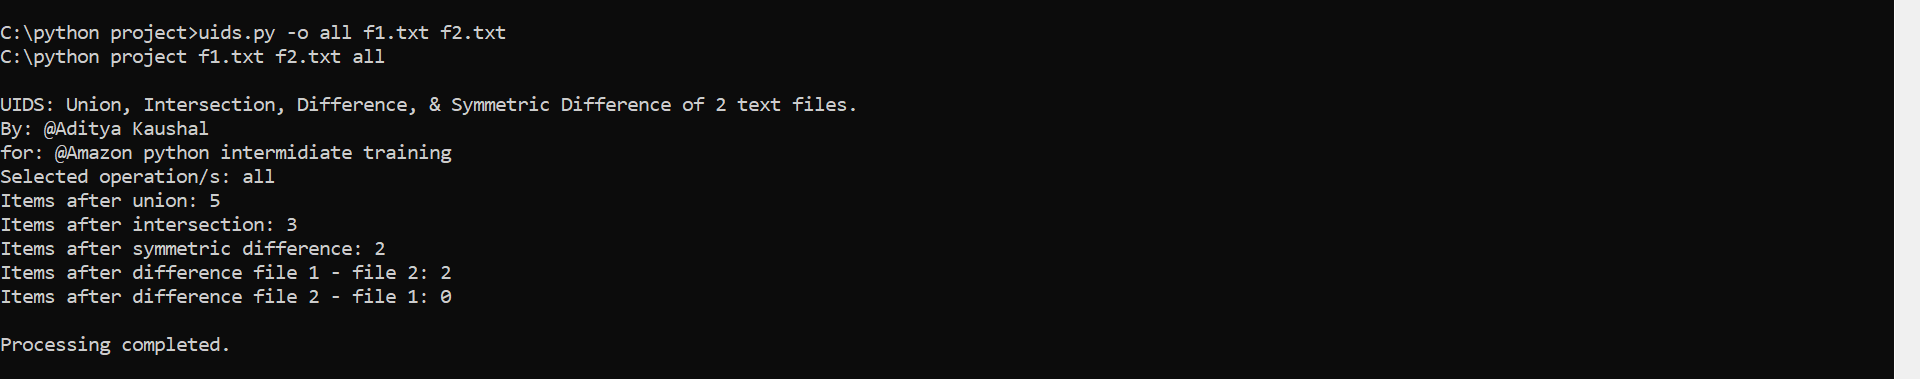 C:\python project>uids.py -o all f1.txt f2.txt
C:\python project f1.txt f2.txt all
UIDS: Union, Intersection, Difference, & Symmetric Difference of 2 text files.
By: @Aditya Kaushal
for: @Amazon python intermidiate training
Selected operation/s: all
Items after union: 5
Items after intersection: 3
Items after symmetric difference: 2
Items after difference file 1 - file 2: 2
Items after difference file 2 - file 1: 0
Processing completed.